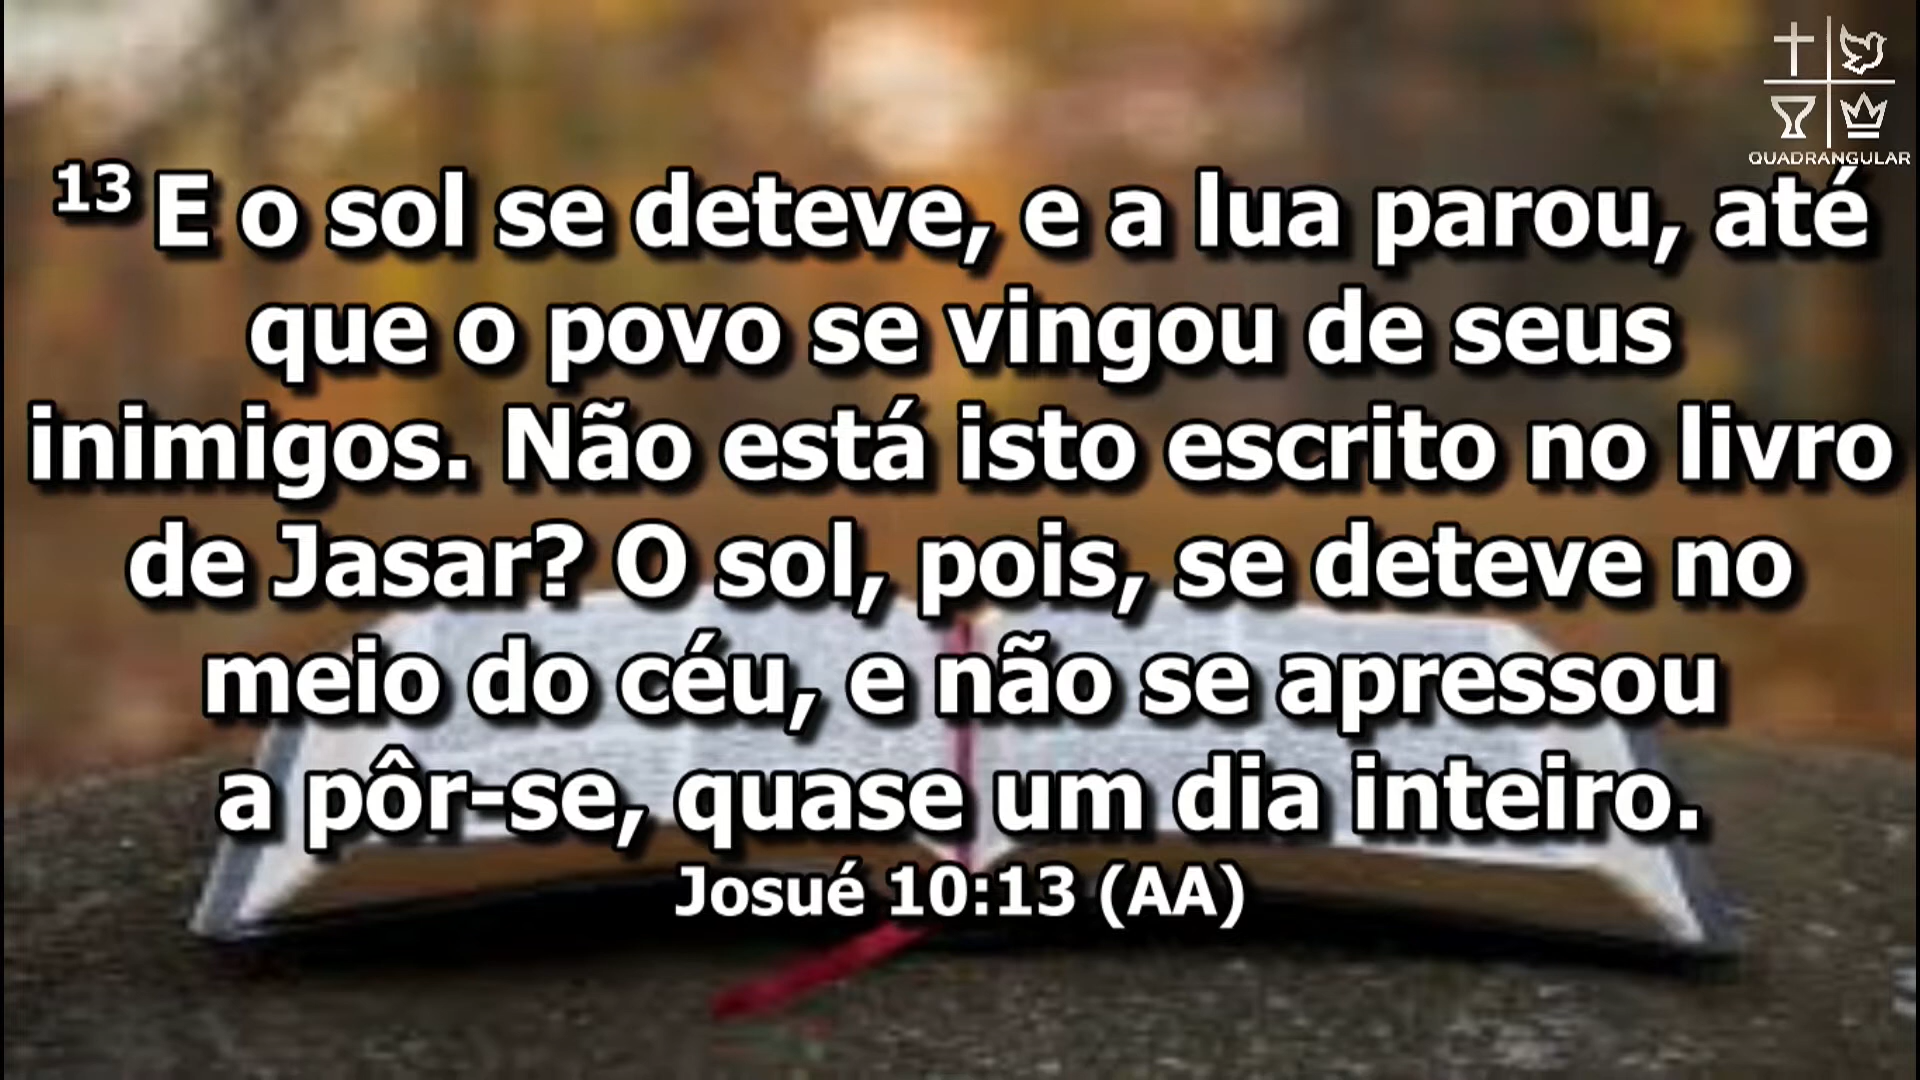 QUADRANGULAR
13 E o sol se deteve, e a lua parou, até
que o povo se vingou de seus
inimigos. Não está isto escrito no livro
de Jasar? O sol, pois, se deteve no
meio do céu, e não se apressou
a pôr-se, quase um dia inteiro.
Josué 10:13 (AA)